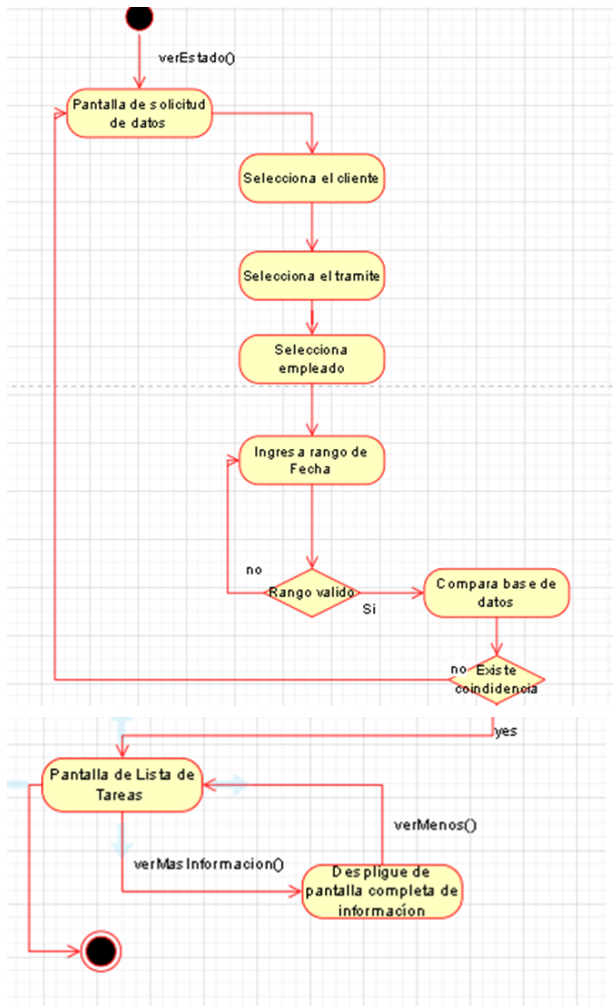 verEstado()
Pantalla de solicitud
de datos
Selecciona el cliente
Selecciona el tramite
Selecciona
empleado
Ingresa rango de
Fecha
no
Rango valido
Si
Compara base de
datos
no
Existe
coindidencia
yes
Pantalla de Lista de
Tareas
verMenos()
verMasInformacion()
Despligue de
pantalla completa de
informacíon